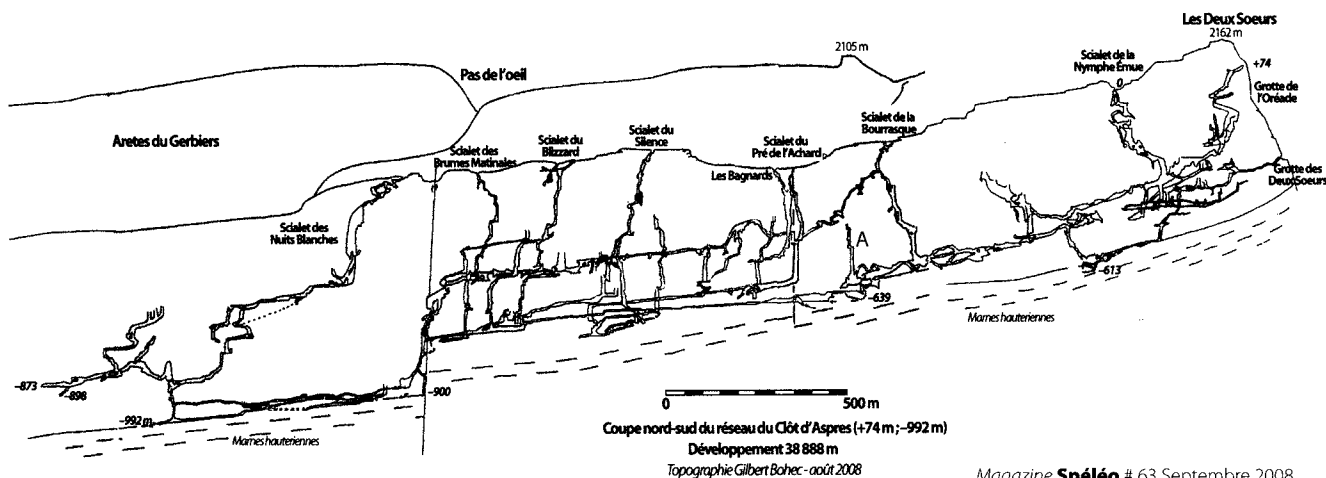 Les Deux Soeurs
2162 m
2105 m
Scialet de la
Nymphe Émue
0
+74
Grotte de
l'Oréade
Pas de l'oeil
Aretes du Gerbiers
Scialet des
Brumes Matinales
Scialet du
Blizzard
Scialet du
Silence
Scialet du
Pré de l'Achard
Scialet de la
Bourrasque
Les Bagnards
Grotte des
Deux Soeurs
Scialet des
Nuits Blanches
A
-613
-639
Marnes hauteriennes
-873
-898
-900
-992 m
Marnes hauteriennes
0 500 m
Coupe nord-sud du réseau du Clôt d'Aspres (+74 m ; -992 m)
Développement 38 888 m
Topographie Gilbert Bohec - août 2008
Magazine Spéléo # 63 Septembre 2008